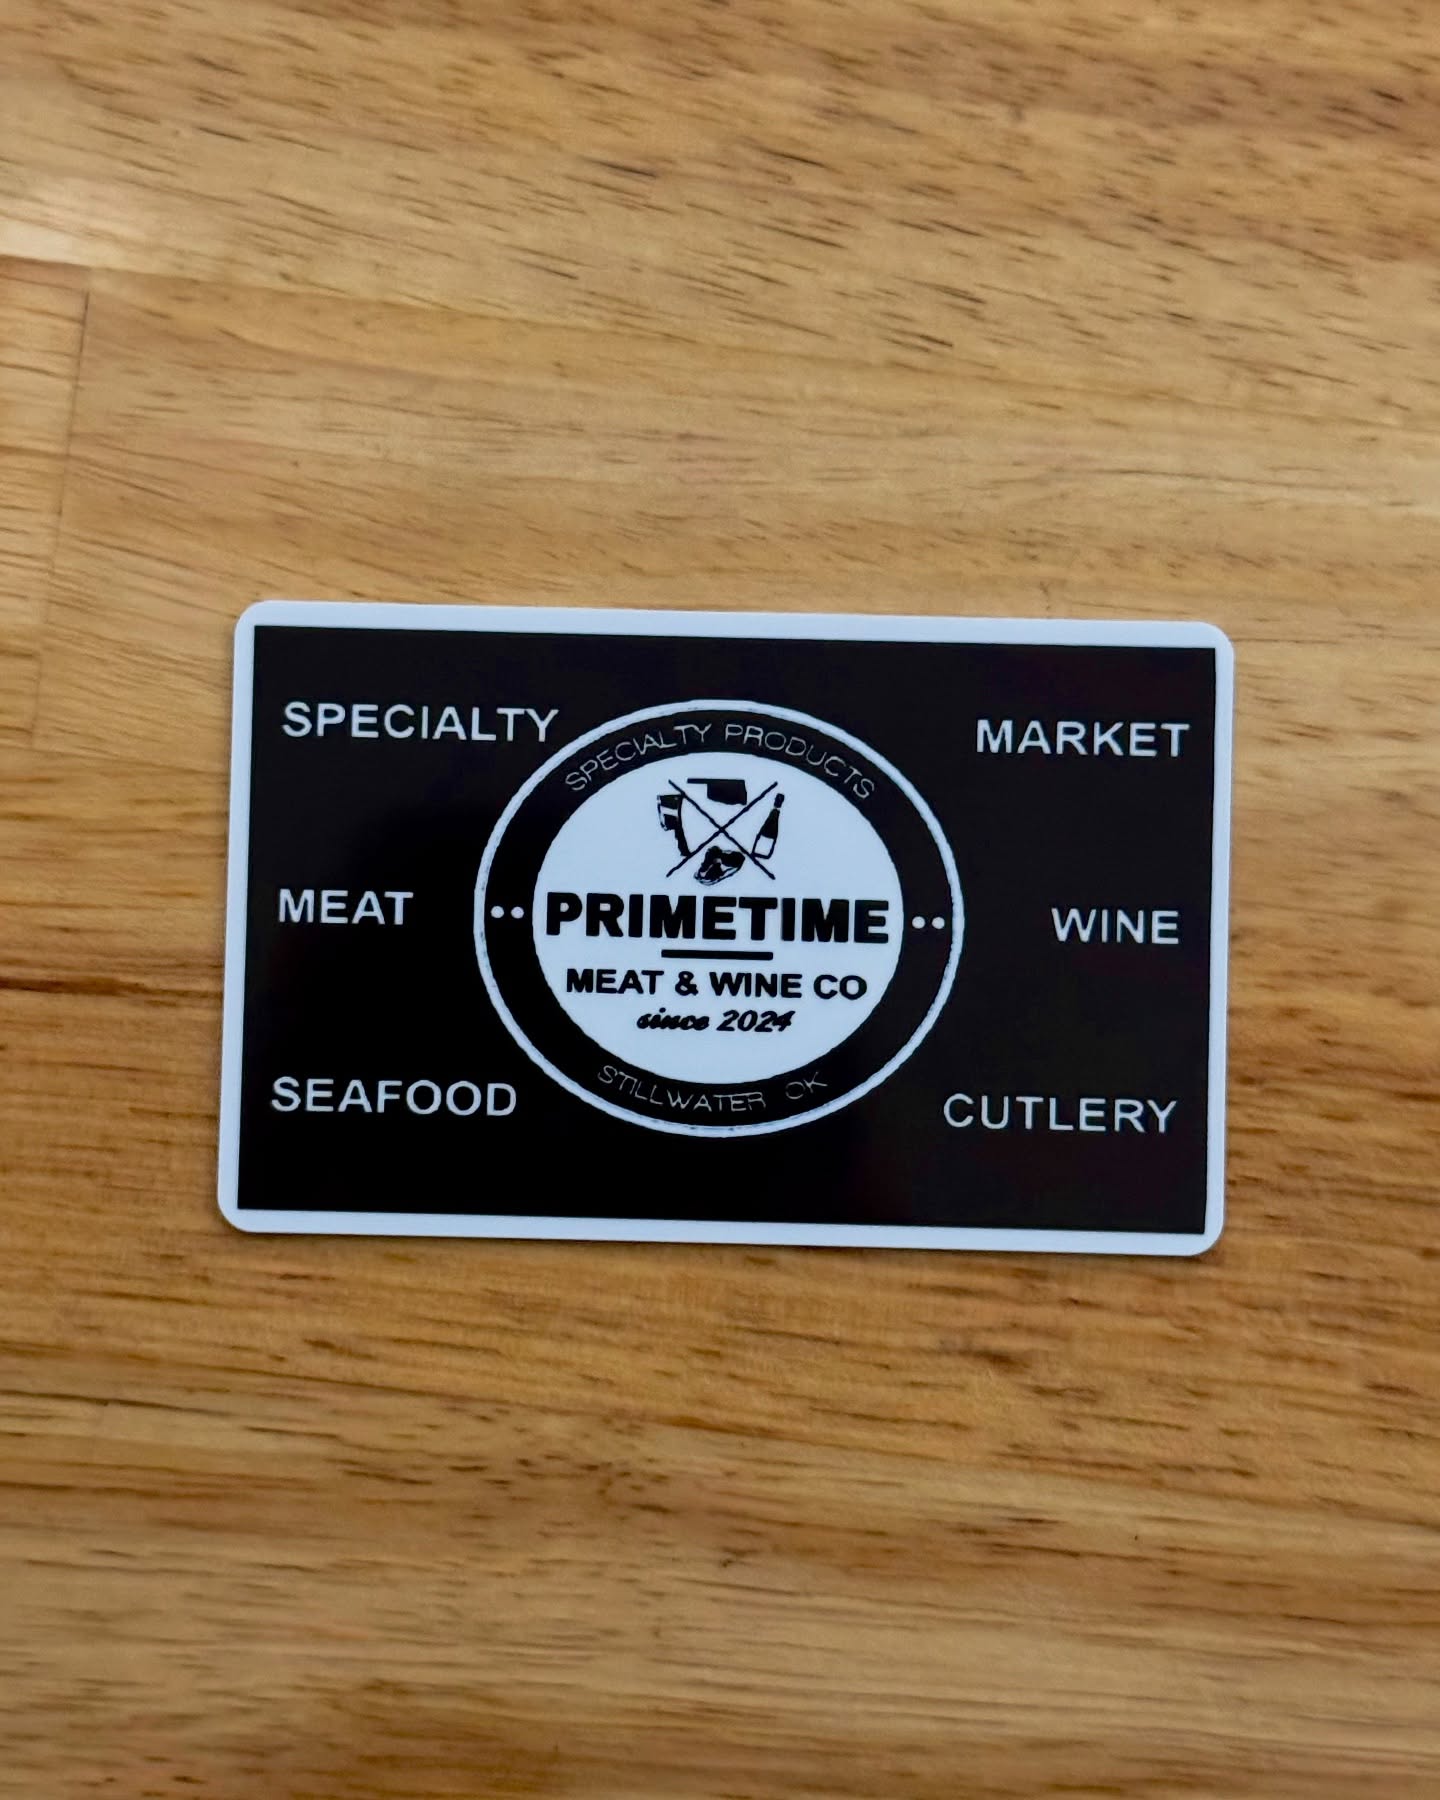 SPECIALTY
MARKET
MEAT
WINE
SEAFOOD
CUTLERY
SPECIALTY PRODUCTS
PRIMETIME
MEAT & WINE CO
since 2024
STILLWATER OK